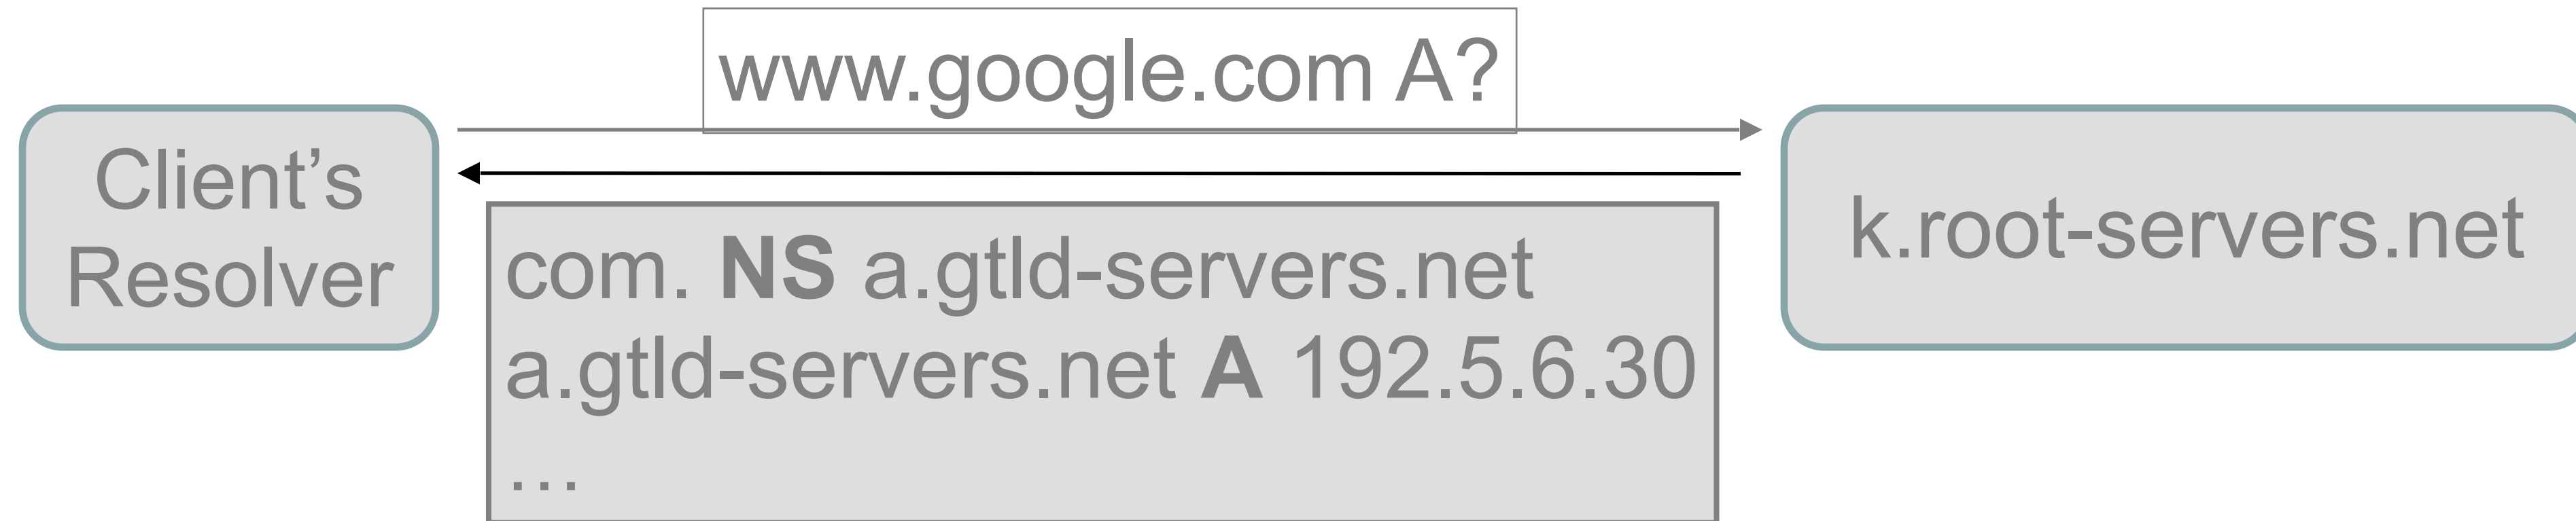 www.google.com A?
Client’s
Resolver
com. NS a.gtld-servers.net
a.gtld-servers.net A 192.5.6.30
…
k.root-servers.net